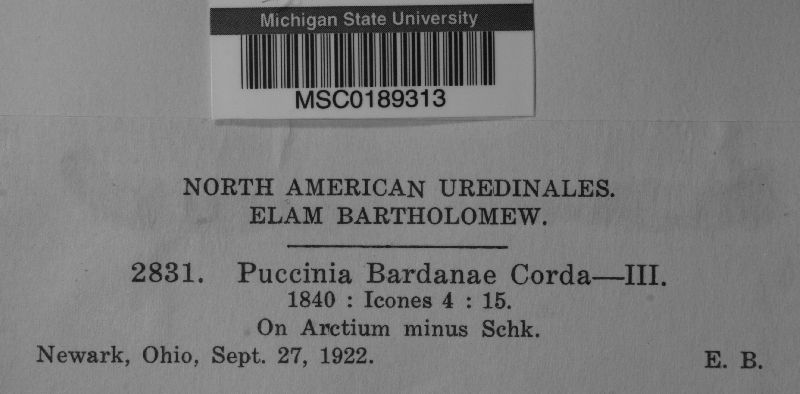 Michigan State University
MSC0189313
NORTH AMERICAN UREDINALES.
ELAM BARTHOLOMEW.
2831. Puccinia Bardanae Corda—III.
1840 : Icones 4 : 15.
On Arctium minus Schk.
Newark, Ohio, Sept. 27, 1922. E. B.